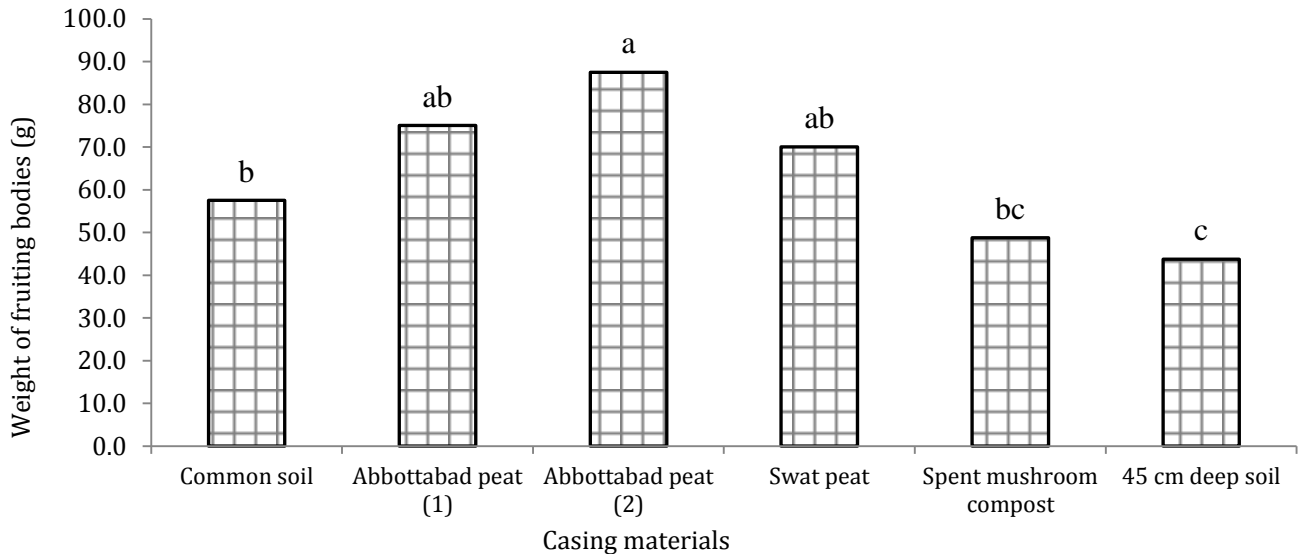 Weight of fruiting bodies (g)
100.0
90.0
80.0
70.0
60.0
50.0
40.0
30.0
20.0
10.0
0.0
b
ab
a
ab
bc
c
Common soil
Abbottabad peat
(1)
Abbottabad peat
(2)
Swat peat
Spent mushroom
compost
45 cm deep soil
Casing materials